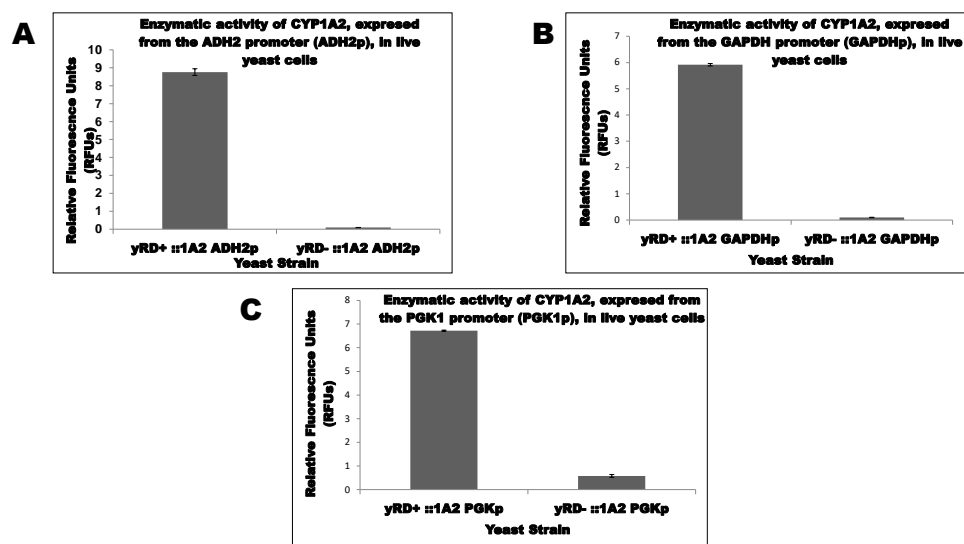 A
Enzymatic activity of CYP1A2, expresed
from the ADH2 promoter (ADH2p), in live
yeast cells
Relative Fluorescnce Units
(RFUs)
10
9
8
7
6
5
4
3
2
1
0
yRD+ ::1A2 ADH2p
yRD- ::1A2 ADH2p
Yeast Strain
B
Enzymatic activity of CYP1A2, expresed
from the GAPDH promoter (GAPDHp), in live
yeast cells
Relative Fluorescnce Units
(RFUs)
7
6
5
4
3
2
1
0
yRD+ ::1A2 GAPDHp
yRD- ::1A2 GAPDHp
Yeast Strain
C
Enzymatic activity of CYP1A2, expresed from
the PGK1 promoter (PGK1p), in live yeast cells
Relative Fluorescnce Units
(RFUs)
8
7
6
5
4
3
2
1
0
yRD+ ::1A2 PGKp
yRD- ::1A2 PGKp
Yeast Strain